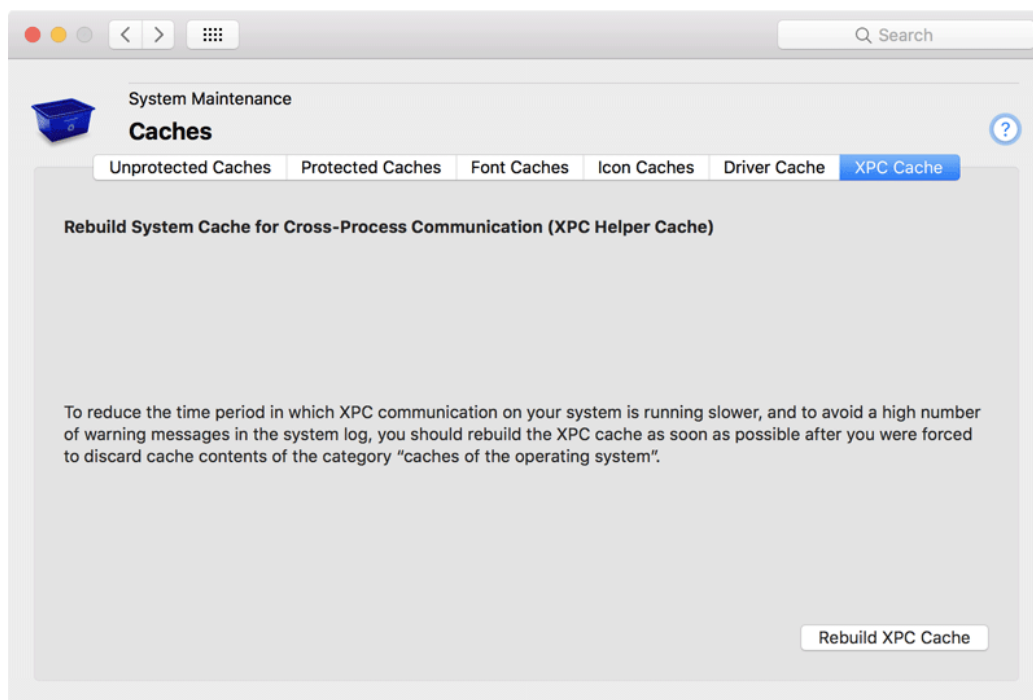 Search
System Maintenance
Caches
?
Unprotected Caches Protected Caches Font Caches Icon Caches Driver Cache XPC Cache
Rebuild System Cache for Cross-Process Communication (XPC Helper Cache)
To reduce the time period in which XPC communication on your system is running slower, and to avoid a high number
of warning messages in the system log, you should rebuild the XPC cache as soon as possible after you were forced
to discard cache contents of the category “caches of the operating system”.
Rebuild XPC Cache